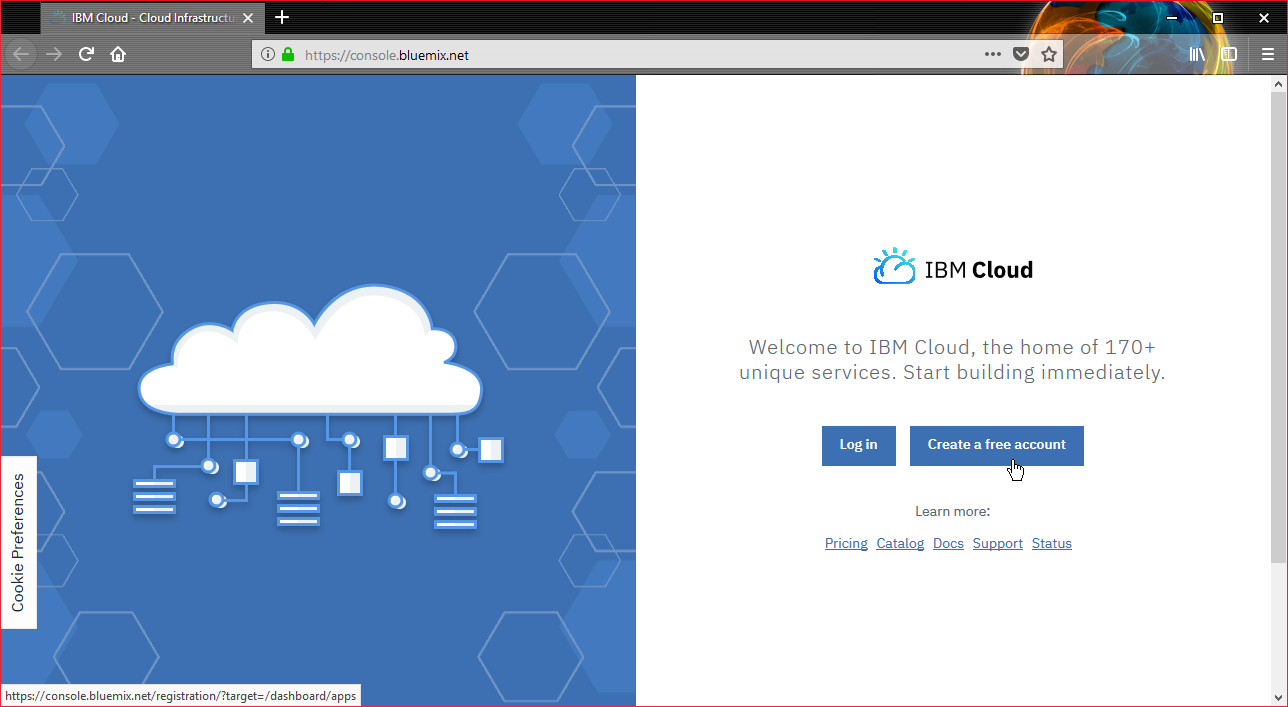 IBM Cloud - Cloud Infrastructu
https://console.bluemix.net
IBM Cloud
Welcome to IBM Cloud, the home of 170+
unique services. Start building immediately.
Log in
Create a free account
Learn more:
Pricing Catalog Docs Support Status
Cookie Preferences
https://console.bluemix.net/registration/?target=/dashboard/apps